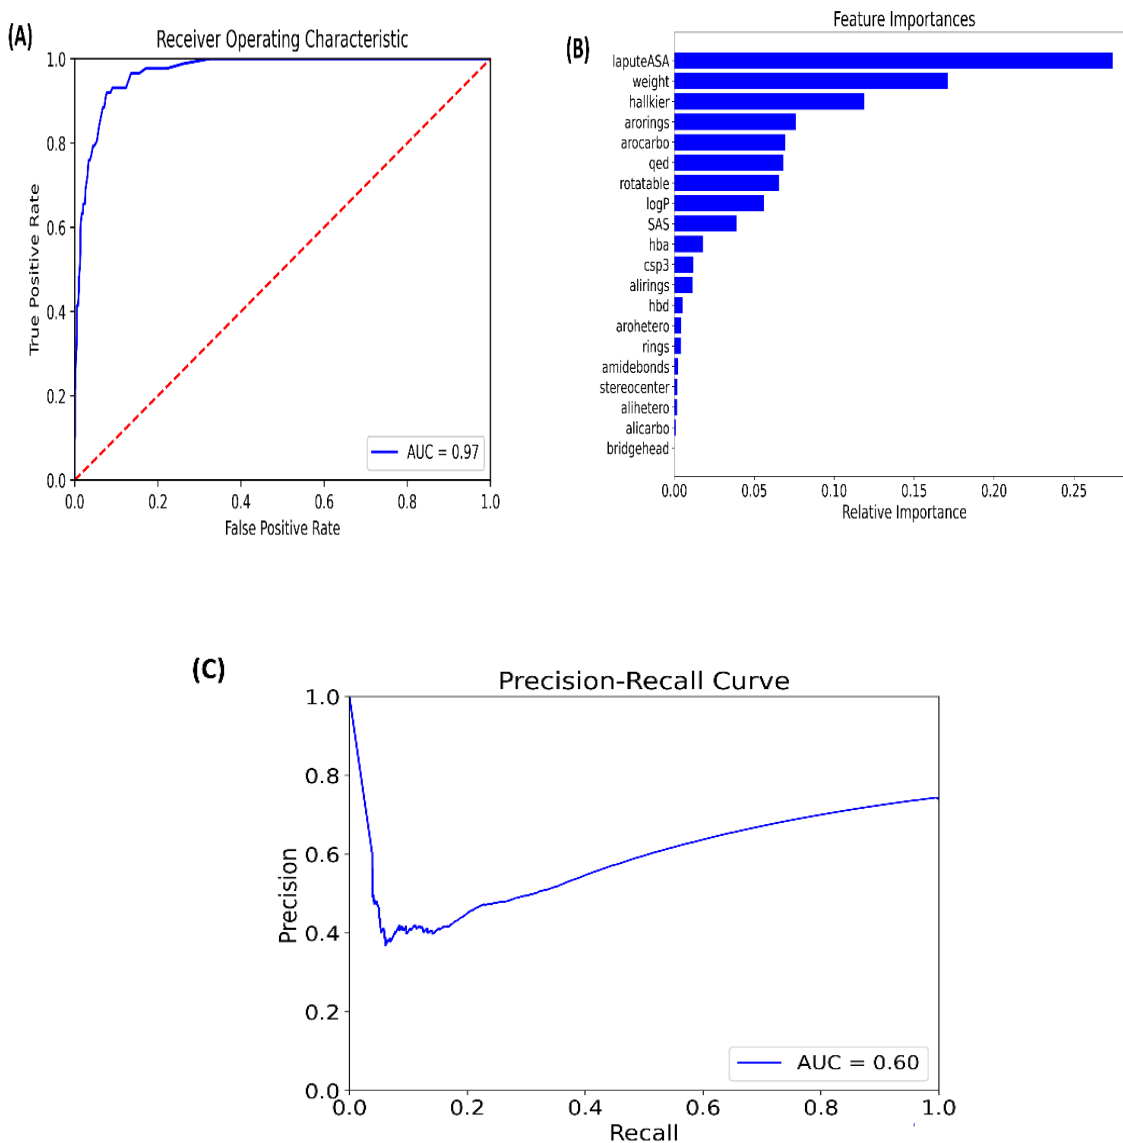 (A)
Receiver Operating Characteristic
1.0
0.8
0.6
0.4
0.2
0.0
True Positive Rate
AUC = 0.97
0.0 0.2 0.4 0.6 0.8 1.0
False Positive Rate
(B)
Feature Importances
laputeASA
weight
hallkier
arorings
arocarbo
qed
rotatable
logP
SAS
hba
csp3
alirings
hbd
arohetero
rings
amidebonds
stereocenter
alihetero
alicarbo
bridgehead
0.00 0.05 0.10 0.15 0.20 0.25
Relative Importance
(C)
Precision-Recall Curve
1.0
0.8
0.6
0.4
0.2
0.0
Precision
AUC = 0.60
0.0 0.2 0.4 0.6 0.8 1.0
Recall